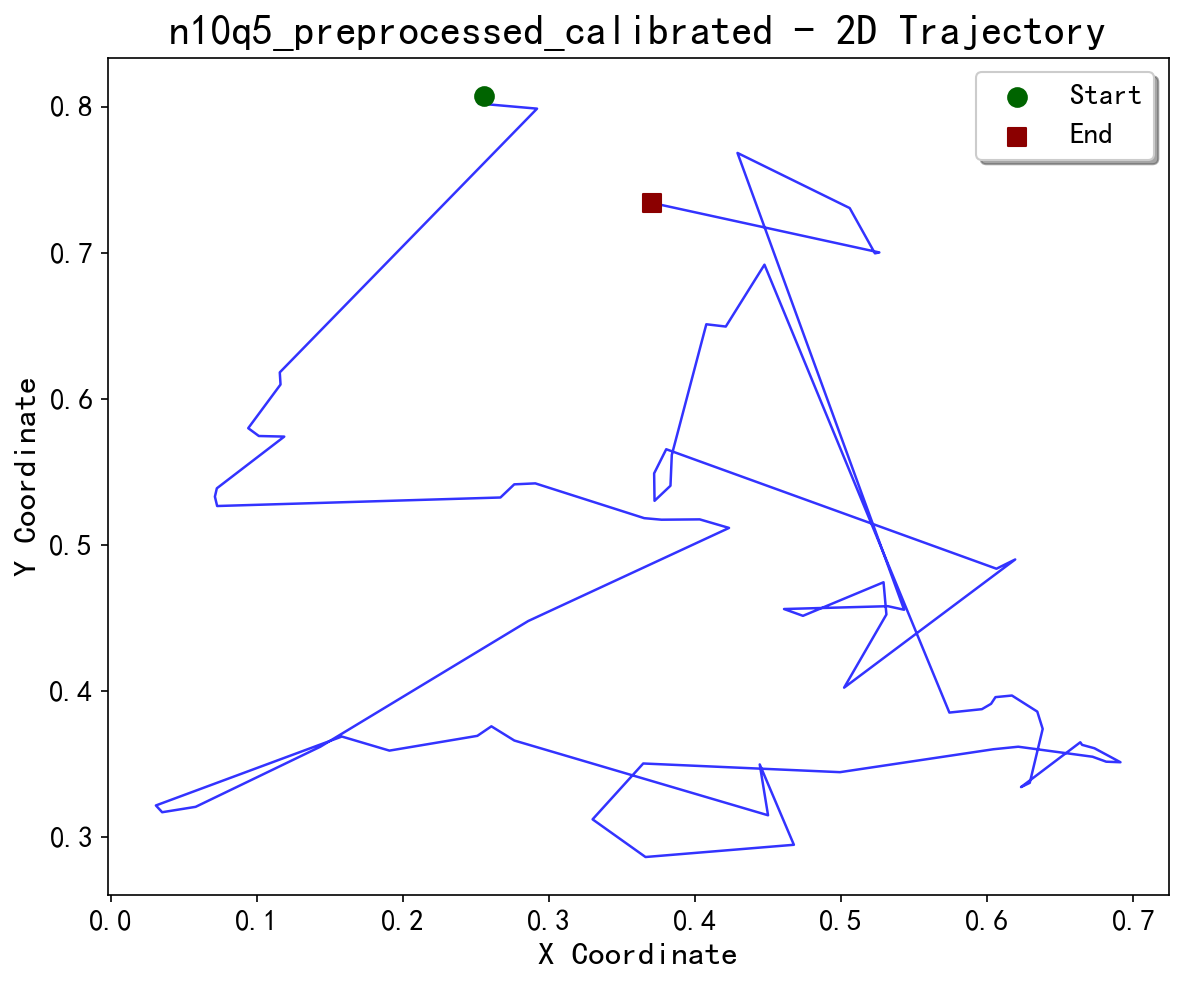 n10q5_preprocessed_calibrated - 2D Trajectory
Start
End
Y Coordinate
0.8
0.7
0.6
0.5
0.4
0.3
0.0 0.1 0.2 0.3 0.4 0.5 0.6 0.7
X Coordinate